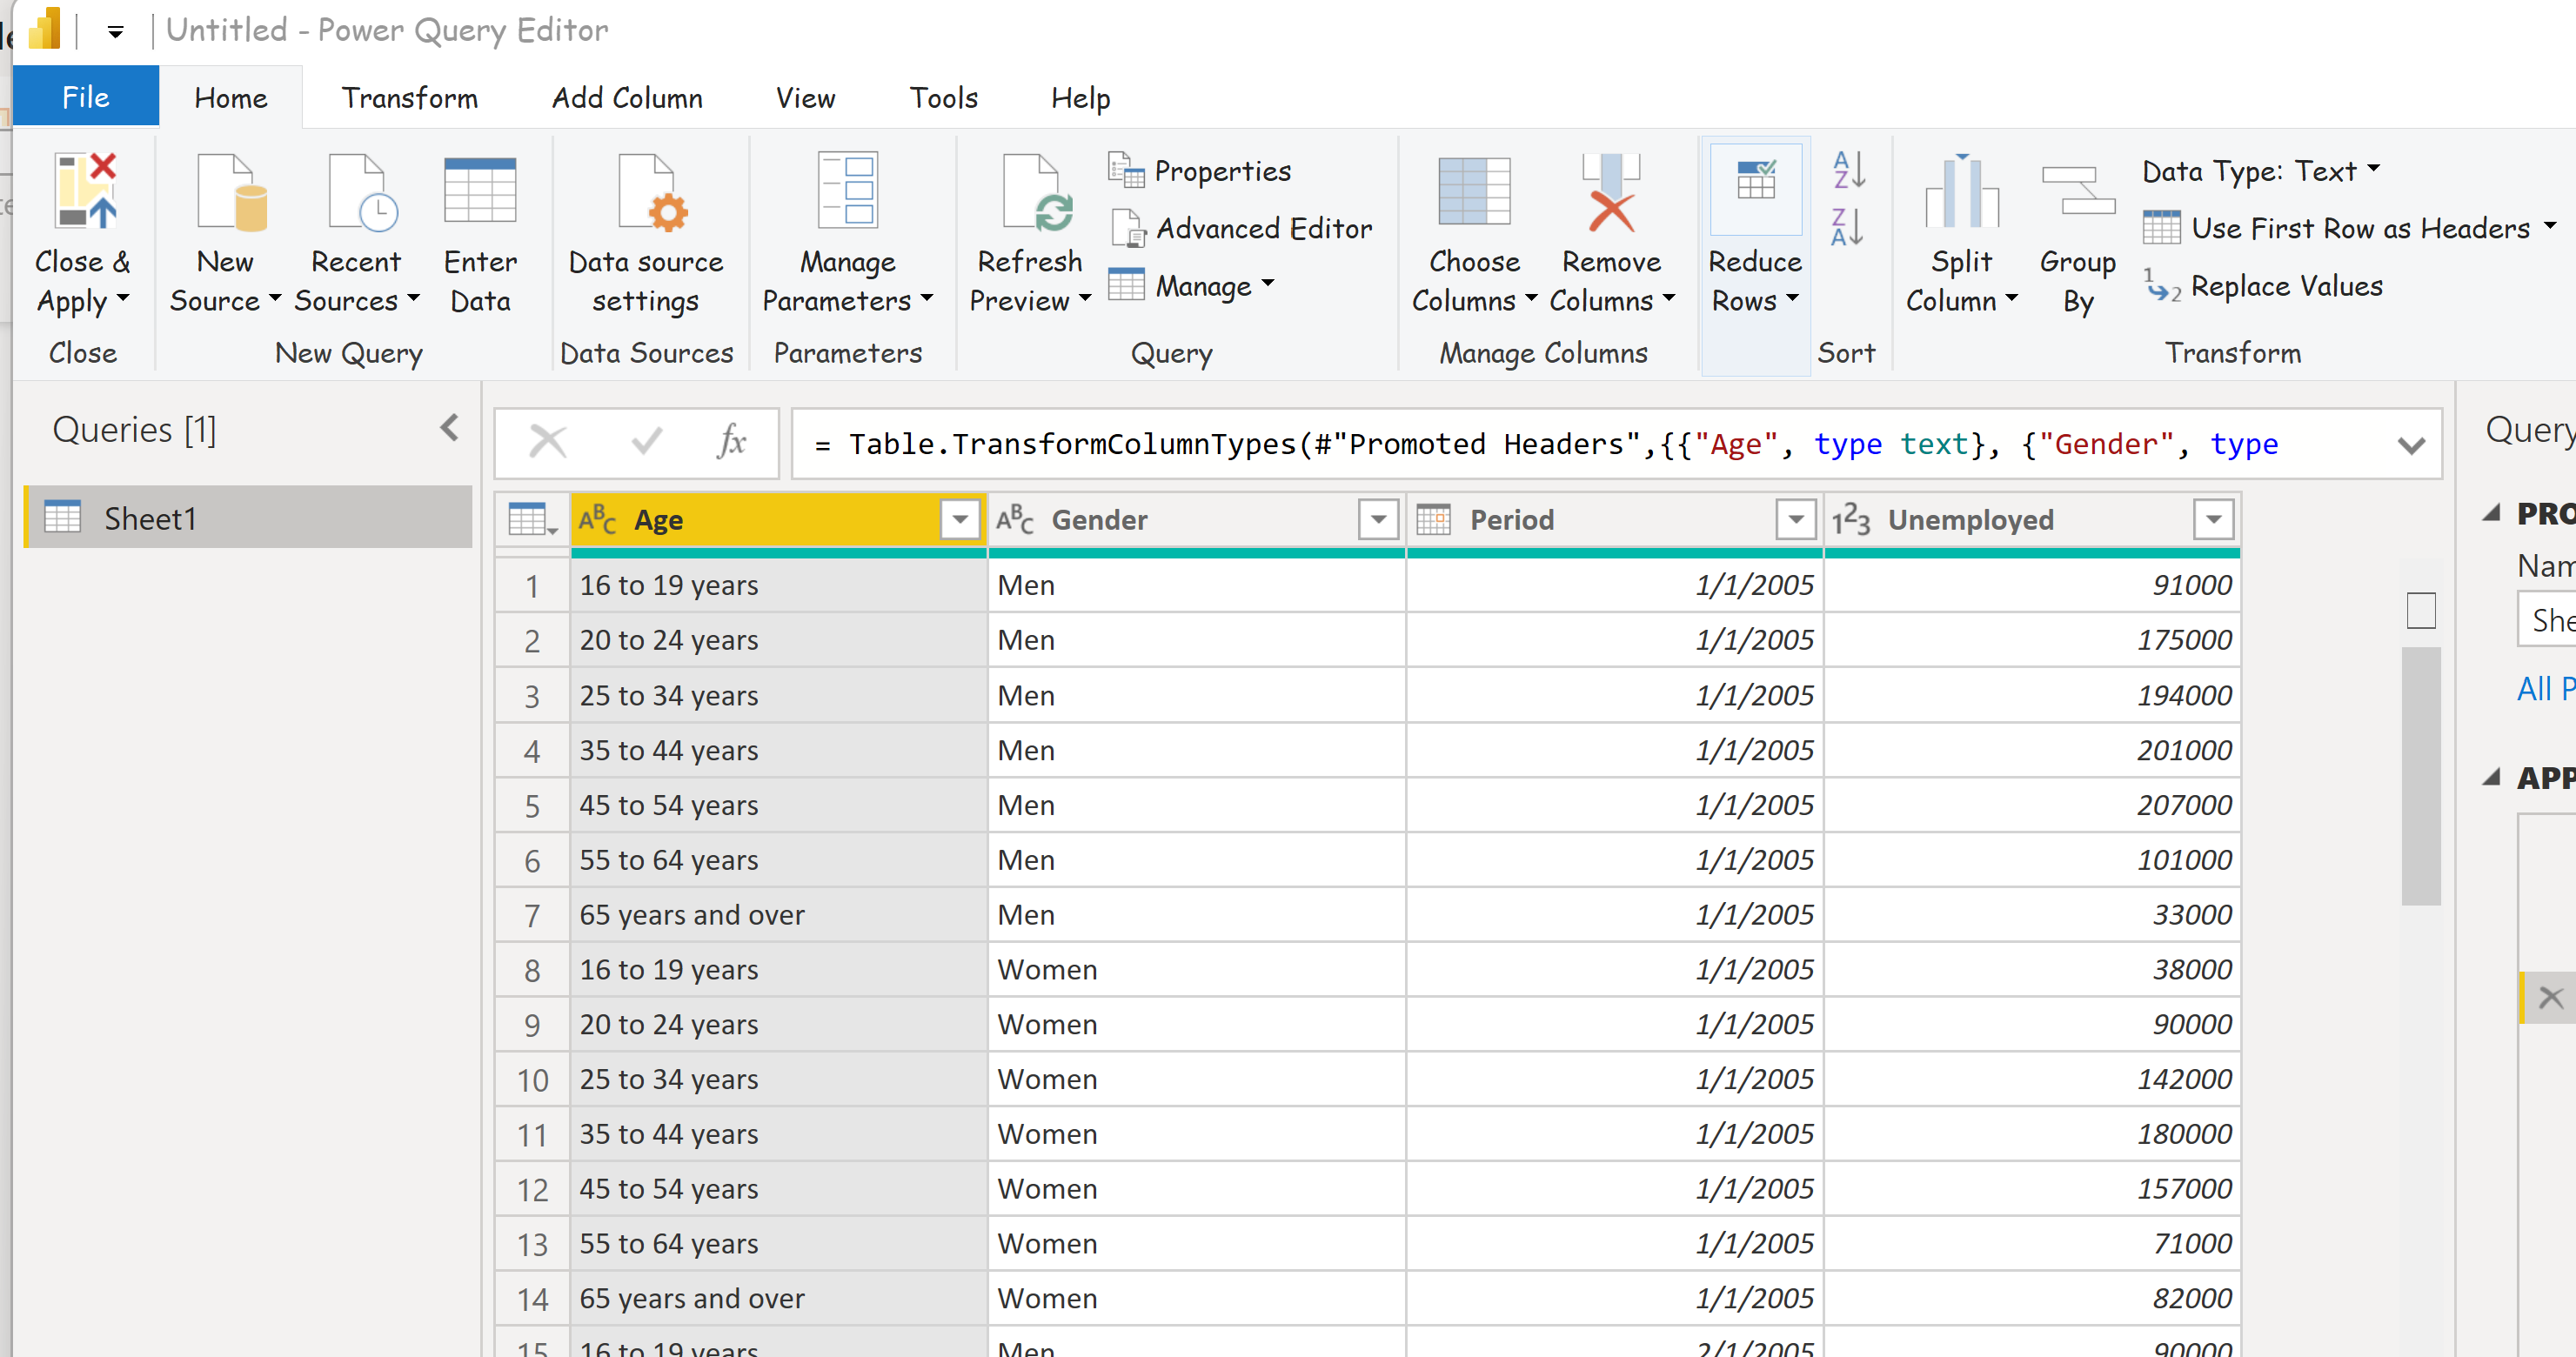 Untitled - Power Query Editor
File Home Transform Add Column View Tools Help
Close & Apply
New Source
Recent Sources
Enter Data
Data source settings
Manage Parameters
Refresh Preview
Properties
Advanced Editor
Manage
Choose Columns
Remove Columns
Reduce Rows
Split Column
Group By
Data Type: Text
Use First Row as Headers
Replace Values
Close New Query Data Sources Parameters Query Manage Columns Sort Transform
Queries [1]
Sheet1
fx = Table.TransformColumnTypes(#"Promoted Headers",{{"Age", type text}, {"Gender", type
Query
ABC Age ABC Gender Period 123 Unemployed
1 16 to 19 years Men 1/1/2005 91000
2 20 to 24 years Men 1/1/2005 175000
3 25 to 34 years Men 1/1/2005 194000
4 35 to 44 years Men 1/1/2005 201000
5 45 to 54 years Men 1/1/2005 207000
6 55 to 64 years Men 1/1/2005 101000
7 65 years and over Men 1/1/2005 33000
8 16 to 19 years Women 1/1/2005 38000
9 20 to 24 years Women 1/1/2005 90000
10 25 to 34 years Women 1/1/2005 142000
11 35 to 44 years Women 1/1/2005 180000
12 45 to 54 years Women 1/1/2005 157000
13 55 to 64 years Women 1/1/2005 71000
14 65 years and over Women 1/1/2005 82000
15 16 to 19 years Men 2/1/2005 90000
PRO
Nam
She
All P
APP